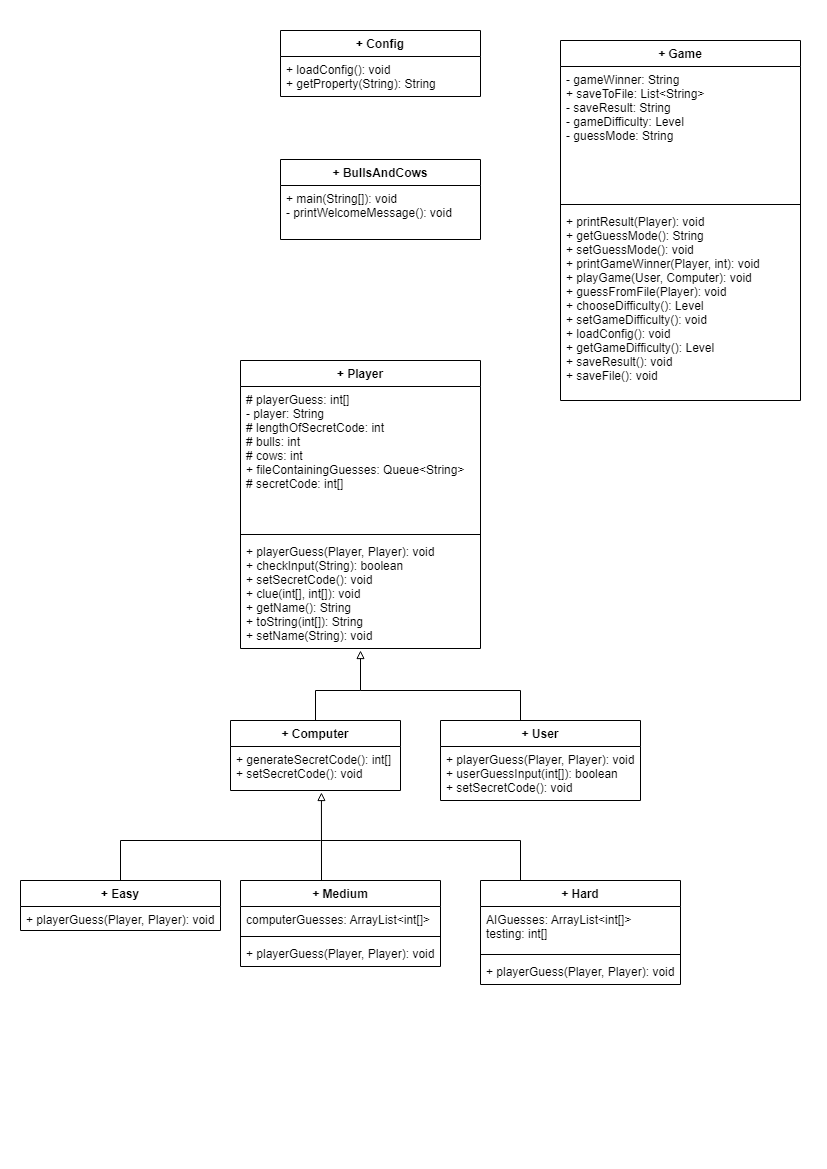 + Config
+ loadConfig(): void
+ getProperty(String): String
+ Game
- gameWinner: String
+ saveToFile: List<String>
- saveResult: String
- gameDifficulty: Level
- guessMode: String
+ printResult(Player): void
+ getGuessMode(): String
+ setGuessMode(): void
+ printGameWinner(Player, int): void
+ playGame(User, Computer): void
+ guessFromFile(Player): void
+ chooseDifficulty(): Level
+ setGameDifficulty(): void
+ loadConfig(): void
+ getGameDifficulty(): Level
+ saveResult(): void
+ saveFile(): void
+ BullsAndCows
+ main(String[]): void
- printWelcomeMessage(): void
+ Player
# playerGuess: int[]
- player: String
# lengthOfSecretCode: int
# bulls: int
# cows: int
+ fileContainingGuesses: Queue<String>
# secretCode: int[]
+ playerGuess(Player, Player): void
+ checkInput(String): boolean
+ setSecretCode(): void
+ clue(int[], int[]): void
+ getName(): String
+ toString(int[]): String
+ setName(String): void
+ Computer
+ generateSecretCode(): int[]
+ setSecretCode(): void
+ User
+ playerGuess(Player, Player): void
+ userGuessInput(int[]): boolean
+ setSecretCode(): void
+ Easy
+ playerGuess(Player, Player): void
+ Medium
computerGuesses: ArrayList<int[]>
+ playerGuess(Player, Player): void
+ Hard
AIGuesses: ArrayList<int[]>
testing: int[]
+ playerGuess(Player, Player): void